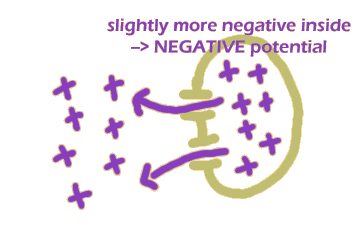 slightly more negative inside
--> NEGATIVE potential